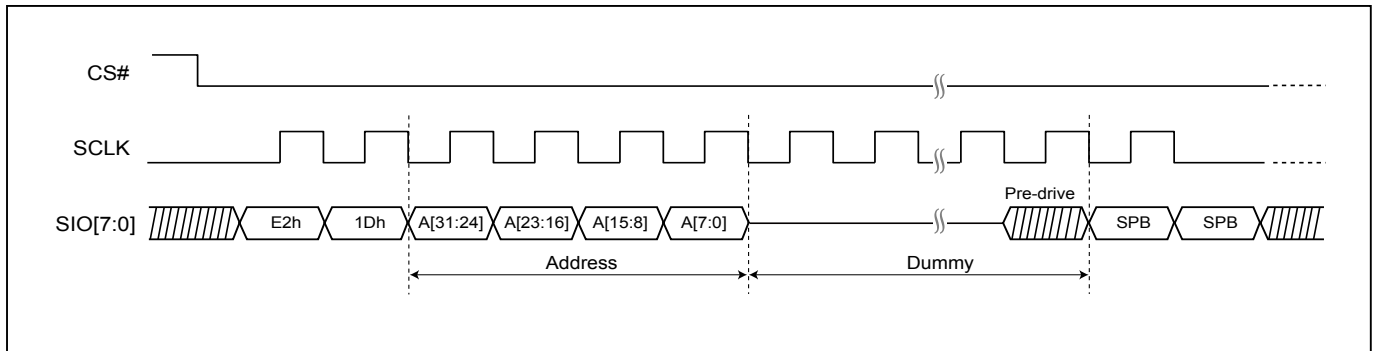 CS#
SCLK
Pre-drive
SIO[7:0] E2h 1Dh A[31:24] A[23:16] A[15:8] A[7:0] SPB SPB
Address Dummy